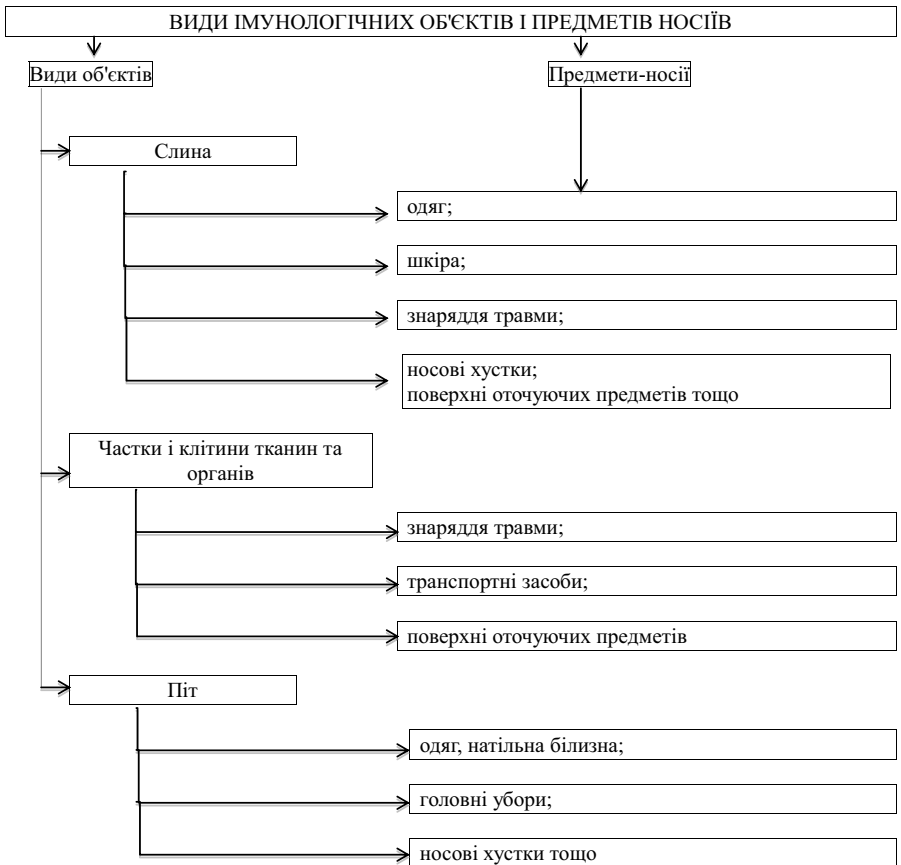 ВИДИ ІМУНОЛОГІЧНИХ ОБ'ЄКТІВ І ПРЕДМЕТІВ НОСІЇВ
Види об'єктів
Предмети-носії
Слина
одяг;
шкіра;
знаряддя травми;
носові хустки;
поверхні оточуючих предметів тощо
Частки і клітини тканин та
органів
знаряддя травми;
транспортні засоби;
поверхні оточуючих предметів
Піт
одяг, натільна білизна;
головні убори;
носові хустки тощо